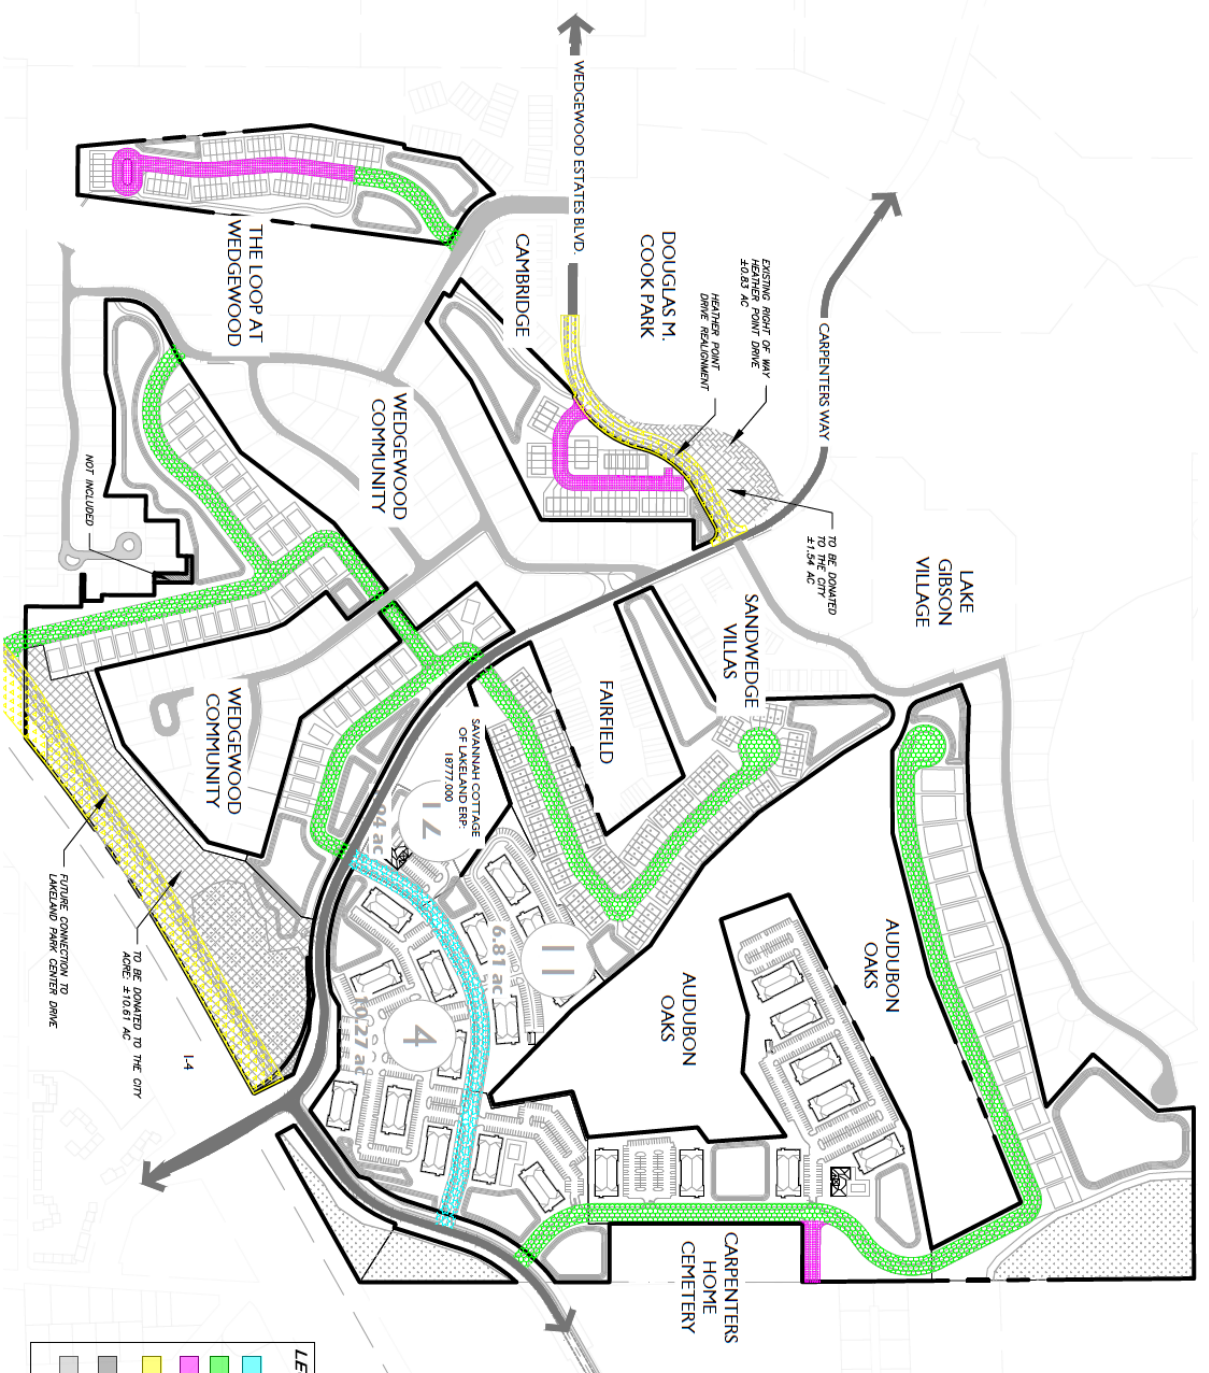 WEDGEWOOD ESTATES BLVD.
CARPENTERS WAY
DOUGLAS M.
COOK PARK
EXISTING RIGHT OF WAY
HEATHER POINT DRIVE
±0.83 AC
HEATHER POINT
DRIVE REALIGNMENT
CAMBRIDGE
THE LOOP AT
WEDGEWOOD
WEDGEWOOD
COMMUNITY
NOT INCLUDED
TO BE DONATED
TO THE CITY
±1.54 AC
LAKE
GIBSON
VILLAGE
SANDWEDGE
VILLAS
FAIRFIELD
WEDGEWOOD
COMMUNITY
SAVANNAH COTTAGE
OF LAKELAND ERP:
18777.000
11
6.81 ac
4
10.27 ac
AUDUBON
OAKS
AUDUBON
OAKS
FUTURE CONNECTION TO
LAKELAND PARK CENTER DRIVE
TO BE DONATED TO THE CITY
ACRE: ±10.61 AC
I-4
CARPENTERS
HOME
CEMETERY
LE